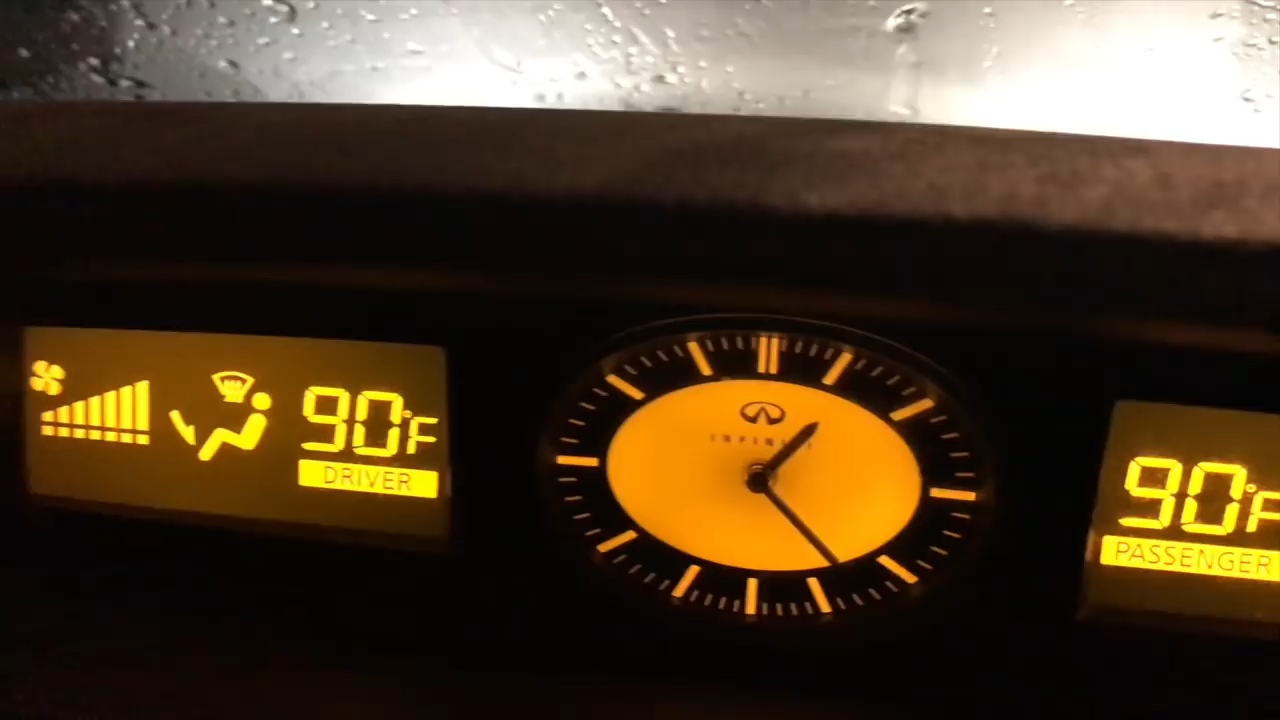 90°F
DRIVER
INFINITI
90°F
PASSENGER